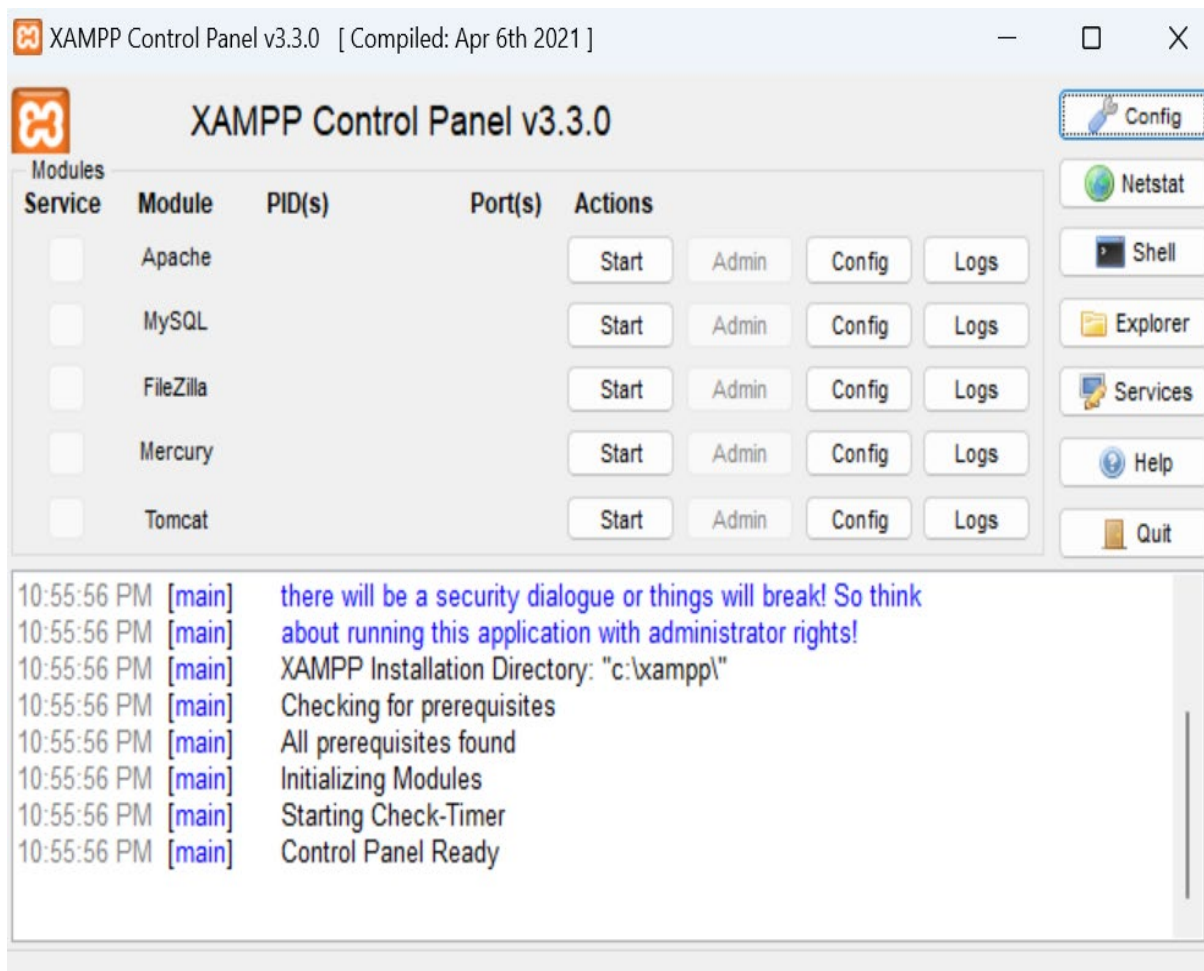 XAMPP Control Panel v3.3.0 [ Compiled: Apr 6th 2021 ]
XAMPP Control Panel v3.3.0
Config
Modules
Netstat
Service Module PID(s) Port(s) Actions
Apache Start Admin Config Logs
Shell
MySQL Start Admin Config Logs
Explorer
FileZilla Start Admin Config Logs
Services
Mercury Start Admin Config Logs
Help
Tomcat Start Admin Config Logs
Quit
10:55:56 PM [main] there will be a security dialogue or things will break! So think
10:55:56 PM [main] about running this application with administrator rights!
10:55:56 PM [main] XAMPP Installation Directory: "c:\xampp\"
10:55:56 PM [main] Checking for prerequisites
10:55:56 PM [main] All prerequisites found
10:55:56 PM [main] Initializing Modules
10:55:56 PM [main] Starting Check-Timer
10:55:56 PM [main] Control Panel Ready